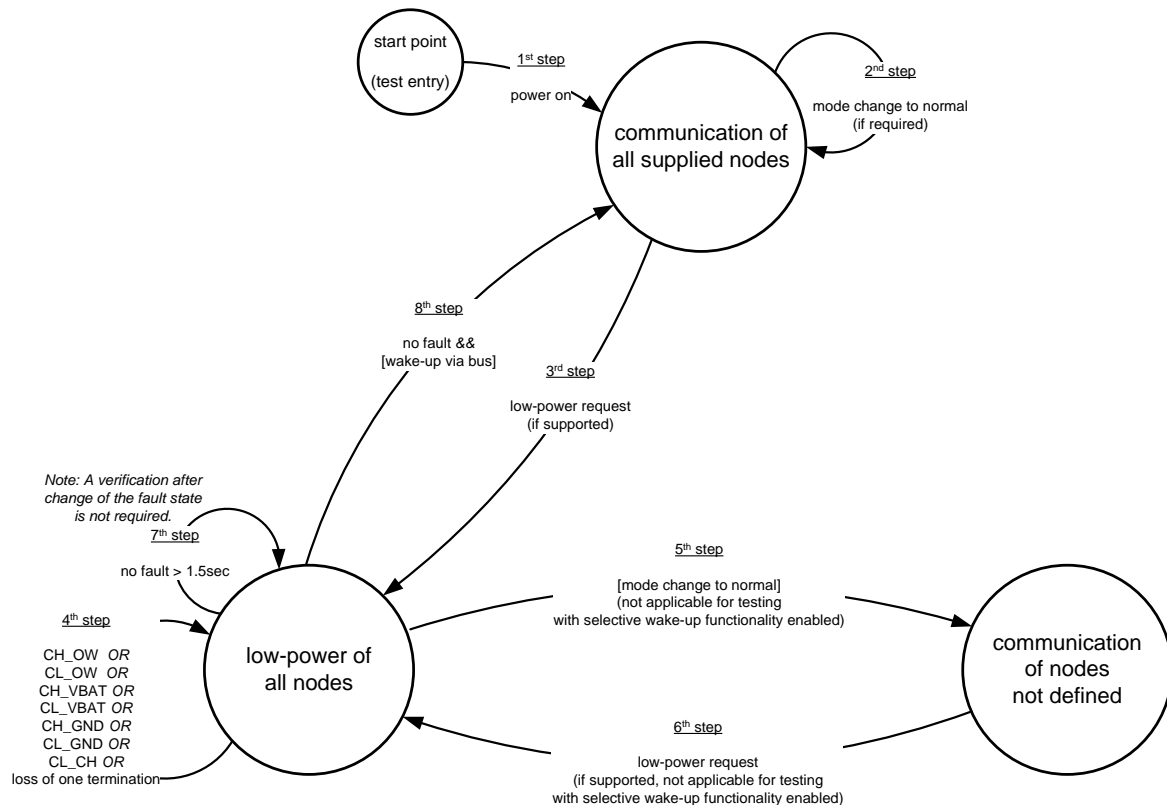 start point
(test entry)
1st step
power on
communication of
all supplied nodes
2nd step
mode change to normal
(if required)
8th step
no fault &&
[wake-up via bus]
3rd step
low-power request
(if supported)
Note: A verification after
change of the fault state
is not required.
7th step
no fault > 1.5sec
4th step
CH_OW OR
CL_OW OR
CH_VBAT OR
CL_VBAT OR
CH_GND OR
CL_GND OR
CL_CH OR
loss of one termination
low-power of
all nodes
5th step
[mode change to normal]
(not applicable for testing
with selective wake-up functionality enabled)
6th step
low-power request
(if supported, not applicable for testing
with selective wake-up functionality enabled)
communication
of nodes
not defined